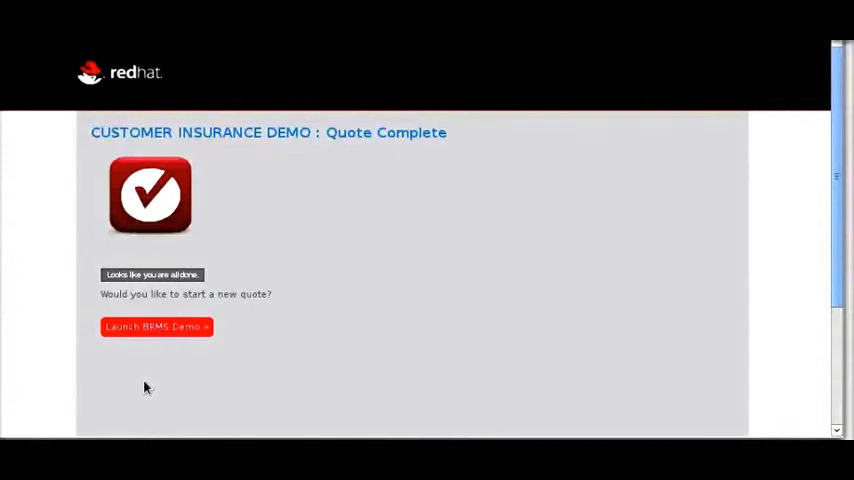 redhat.
CUSTOMER INSURANCE DEMO : Quote Complete
Looks like you are all done.
Would you like to start a new quote?
Launch BRMS Demo »